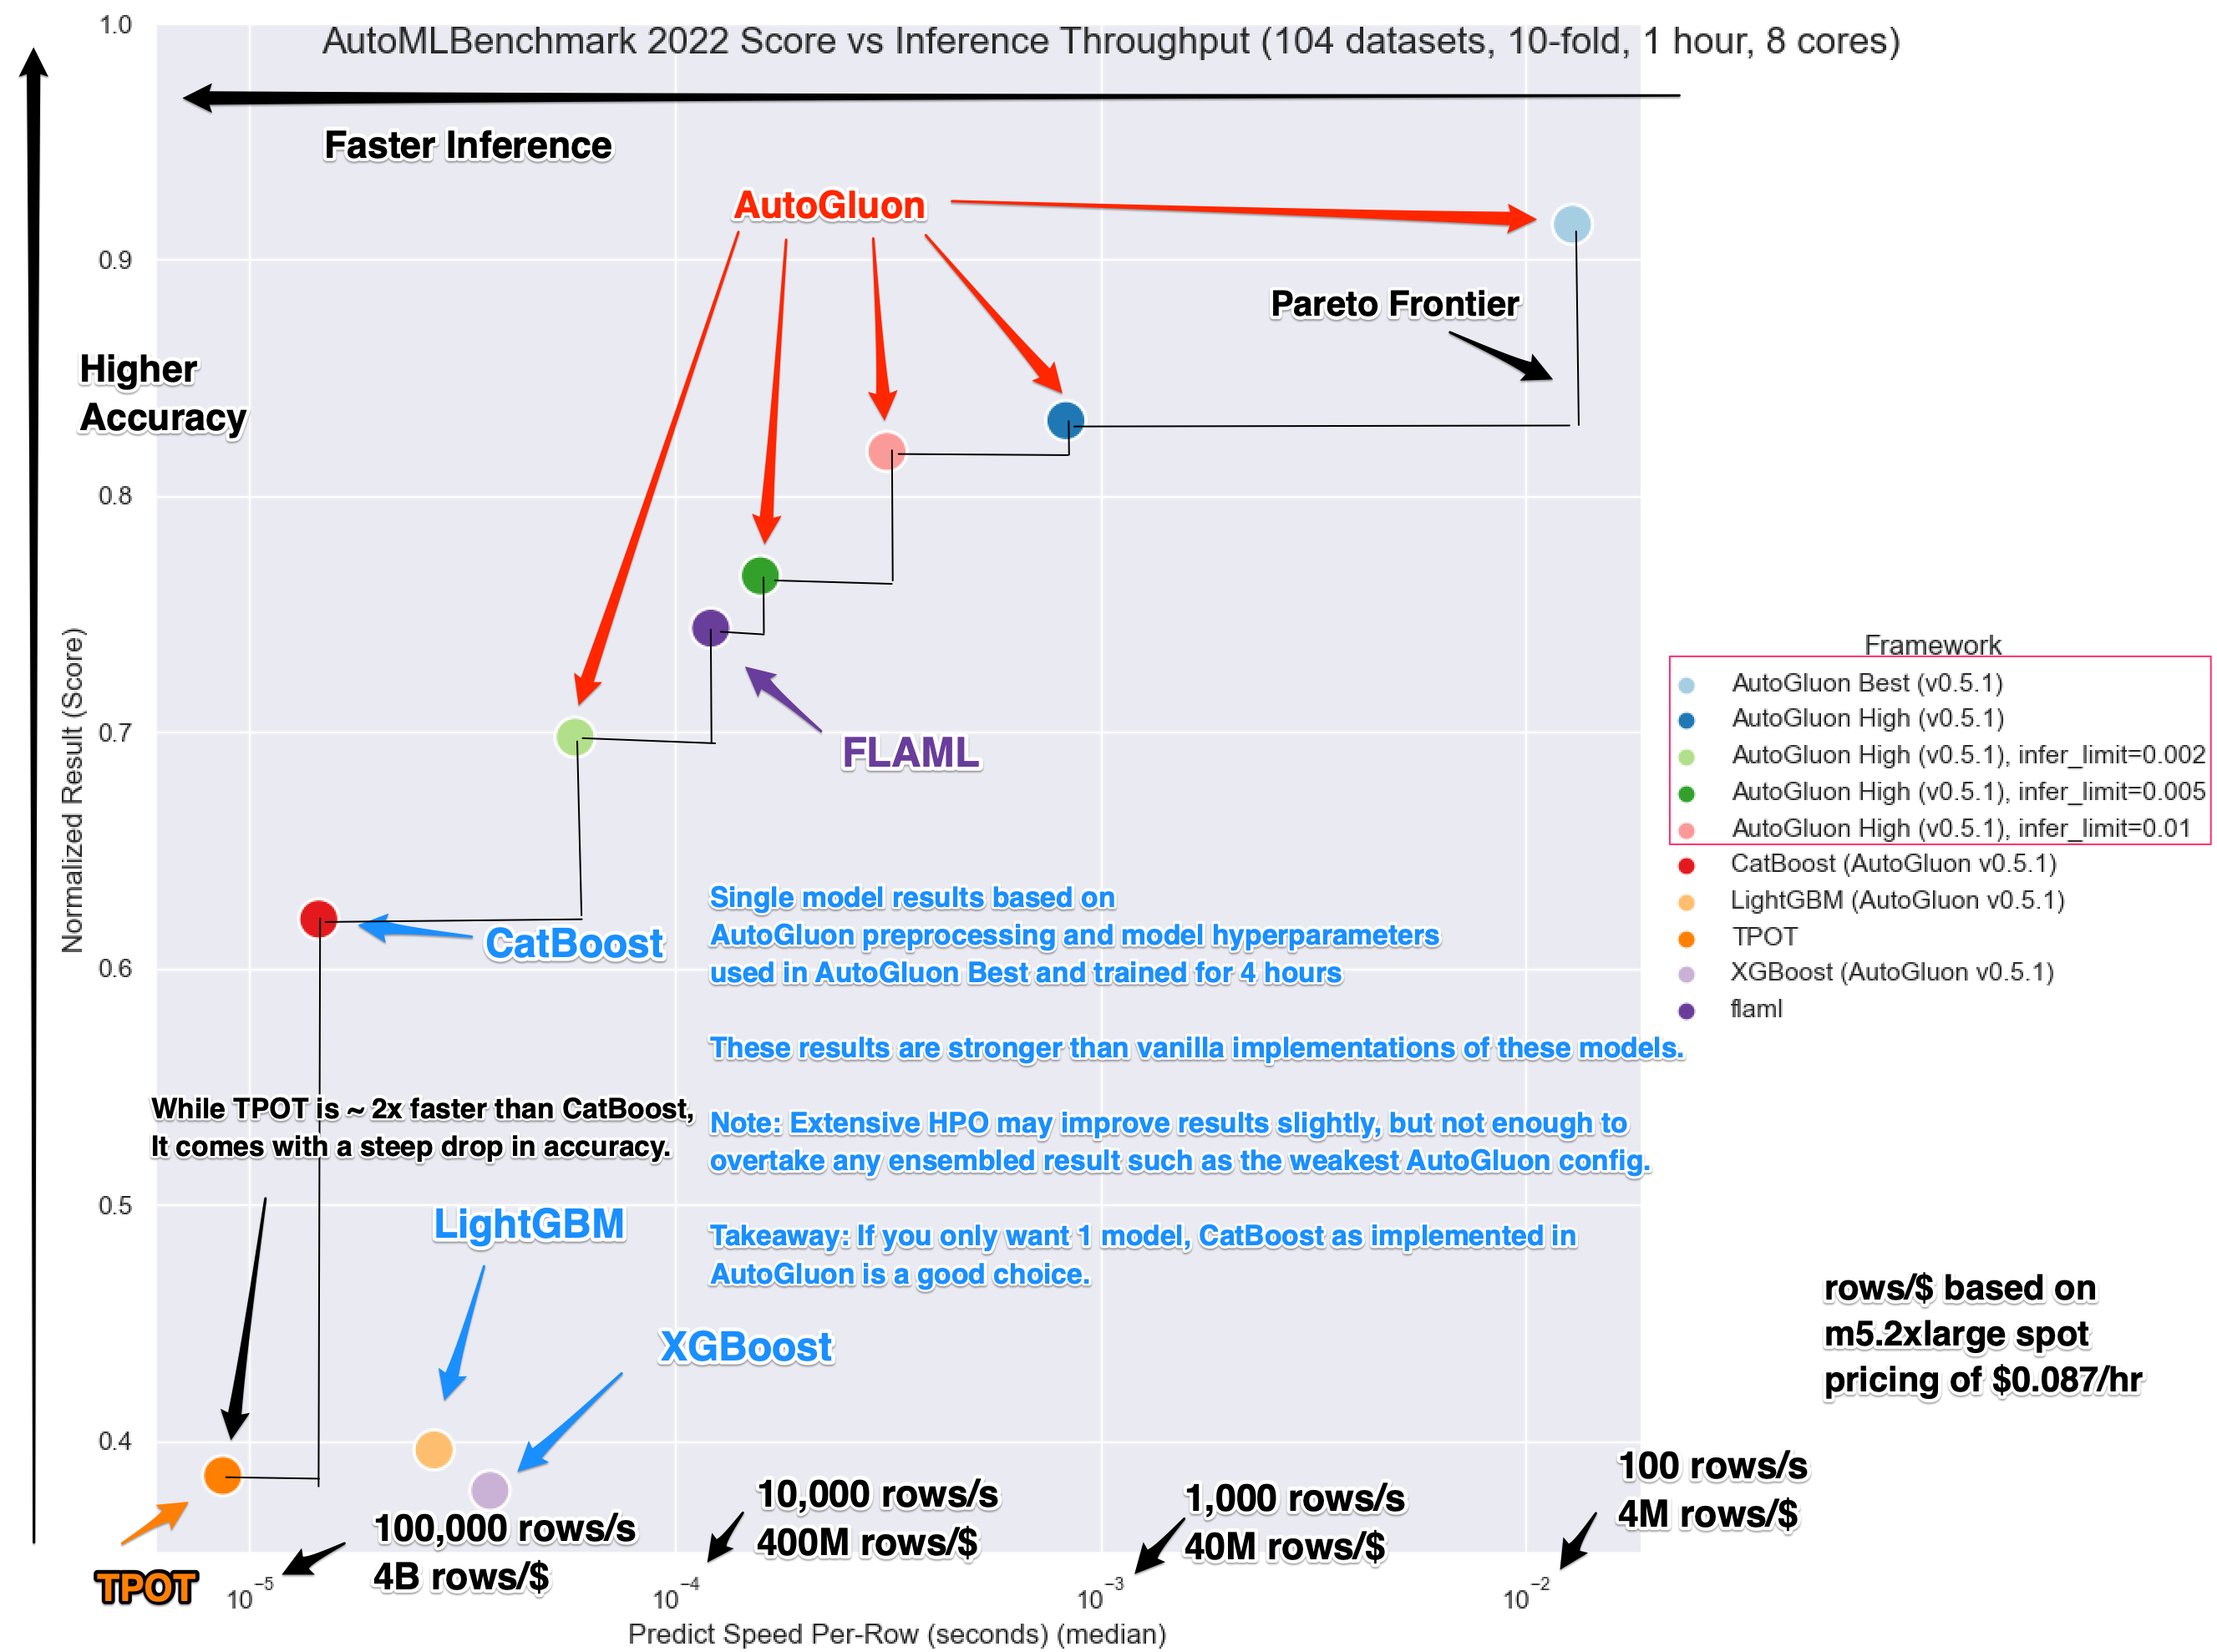 AutoMLBenchmark 2022 Score vs Inference Throughput (104 datasets, 10-fold, 1 hour, 8 cores)
Faster Inference
AutoGluon
Pareto Frontier
Higher
Accuracy
FLAML
CatBoost
Single model results based on
AutoGluon preprocessing and model hyperparameters
used in AutoGluon Best and trained for 4 hours
These results are stronger than vanilla implementations of these models.
Note: Extensive HPO may improve results slightly, but not enough to
overtake any ensembled result such as the weakest AutoGluon config.
Takeaway: If you only want 1 model, CatBoost as implemented in
AutoGluon is a good choice.
While TPOT is ~ 2x faster than CatBoost,
It comes with a steep drop in accuracy.
LightGBM
XGBoost
TPOT
100,000 rows/s
4B rows/$
10,000 rows/s
400M rows/$
1,000 rows/s
40M rows/$
100 rows/s
4M rows/$
rows/$ based on
m5.2xlarge spot
pricing of $0.087/hr
Framework
AutoGluon Best (v0.5.1)
AutoGluon High (v0.5.1)
AutoGluon High (v0.5.1), infer_limit=0.002
AutoGluon High (v0.5.1), infer_limit=0.005
AutoGluon High (v0.5.1), infer_limit=0.01
CatBoost (AutoGluon v0.5.1)
LightGBM (AutoGluon v0.5.1)
TPOT
XGBoost (AutoGluon v0.5.1)
flaml
Normalized Result (Score)
1.0
0.9
0.8
0.7
0.6
0.5
0.4
10⁻⁵
10⁻⁴
10⁻³
10⁻²
Predict Speed Per-Row (seconds) (median)